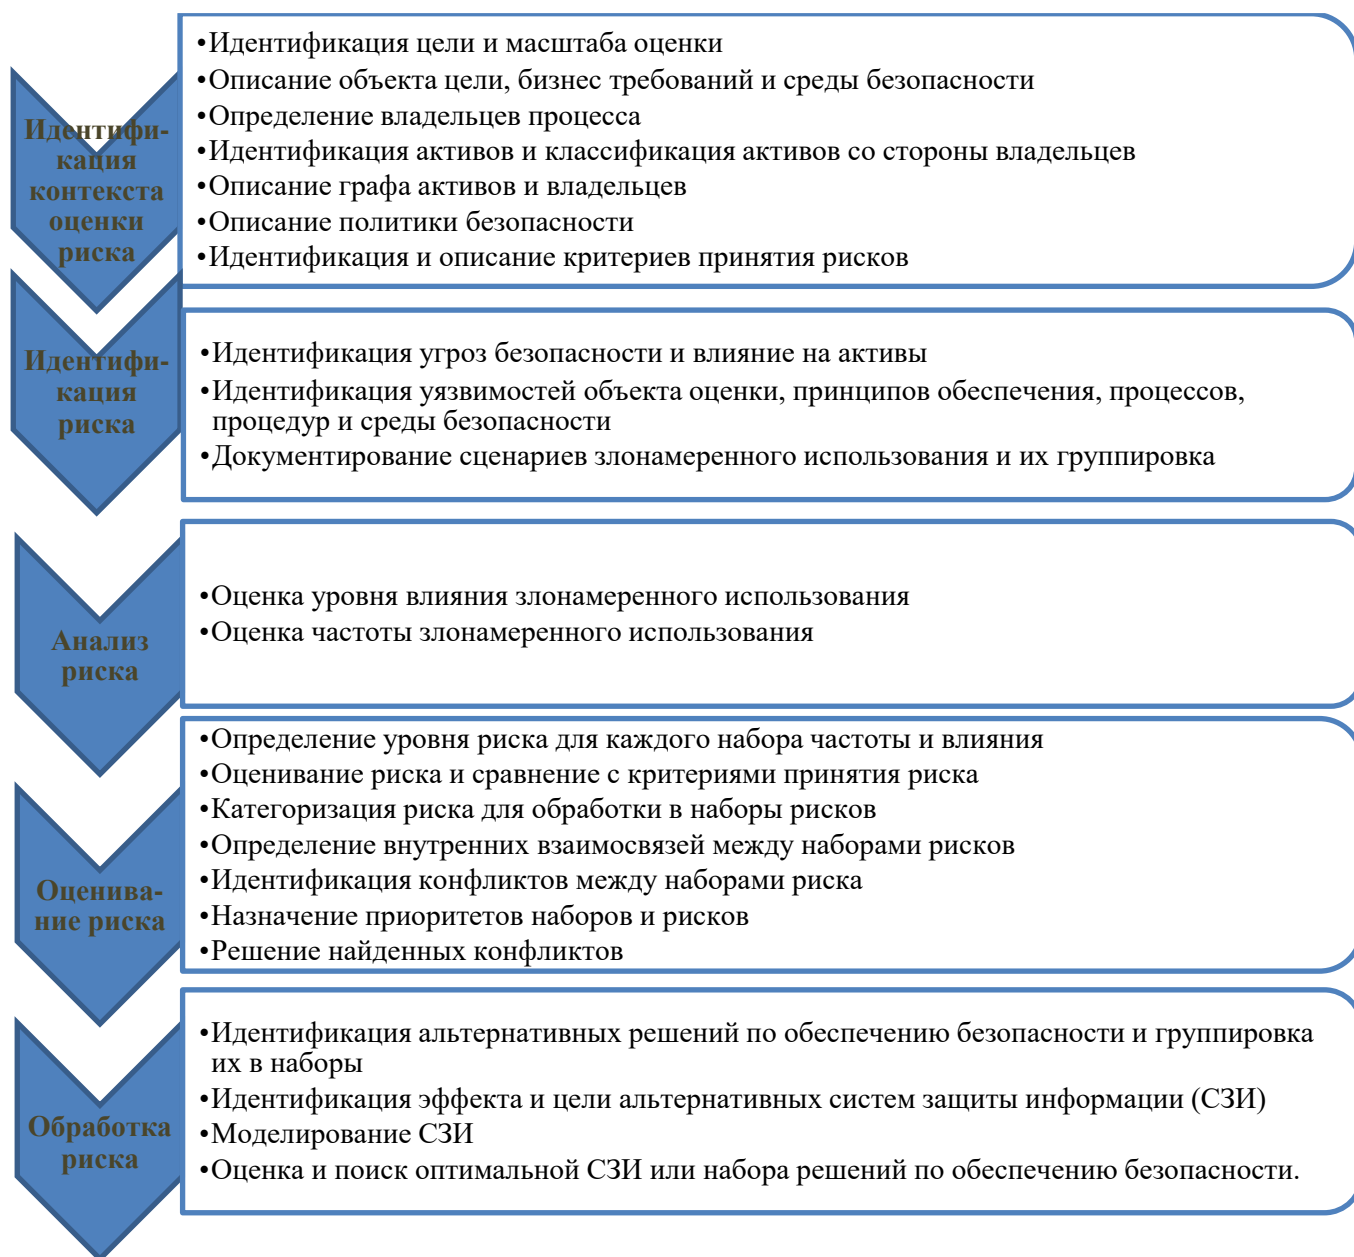 Идентифи-
кация
контекста
оценки
риска
•Идентификация цели и масштаба оценки
•Описание объекта цели, бизнес требований и среды безопасности
•Определение владельцев процесса
•Идентификация активов и классификация активов со стороны владельцев
•Описание графа активов и владельцев
•Описание политики безопасности
•Идентификация и описание критериев принятия рисков
Идентифи-
кация
риска
•Идентификация угроз безопасности и влияние на активы
•Идентификация уязвимостей объекта оценки, принципов обеспечения, процессов,
процедур и среды безопасности
•Документирование сценариев злонамеренного использования и их группировка
Анализ
риска
•Оценка уровня влияния злонамеренного использования
•Оценка частоты злонамеренного использования
Оценива-
ние риска
•Определение уровня риска для каждого набора частоты и влияния
•Оценивание риска и сравнение с критериями принятия риска
•Категоризация риска для обработки в наборы рисков
•Определение внутренних взаимосвязей между наборами рисков
•Идентификация конфликтов между наборами риска
•Назначение приоритетов наборов и рисков
•Решение найденных конфликтов
Обработка
риска
•Идентификация альтернативных решений по обеспечению безопасности и группировка
их в наборы
•Идентификация эффекта и цели альтернативных систем защиты информации (СЗИ)
•Моделирование СЗИ
•Оценка и поиск оптимальной СЗИ или набора решений по обеспечению безопасности.